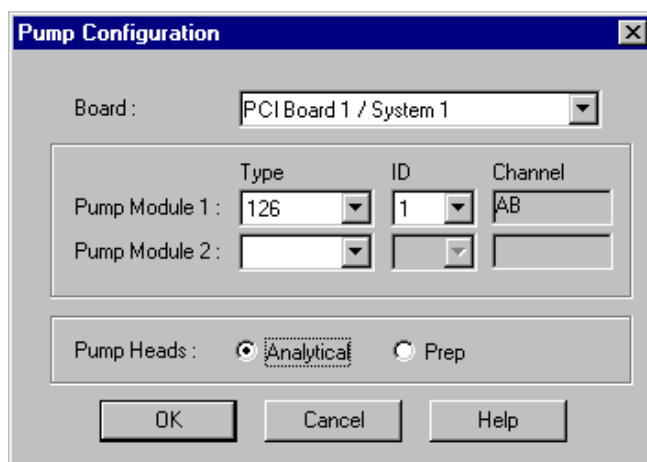 Pump Configuration
Board :
PCI Board 1 / System 1
Type ID Channel
Pump Module 1 : 126 1 AB
Pump Module 2 :
Pump Heads : Analytical Prep
OK Cancel Help